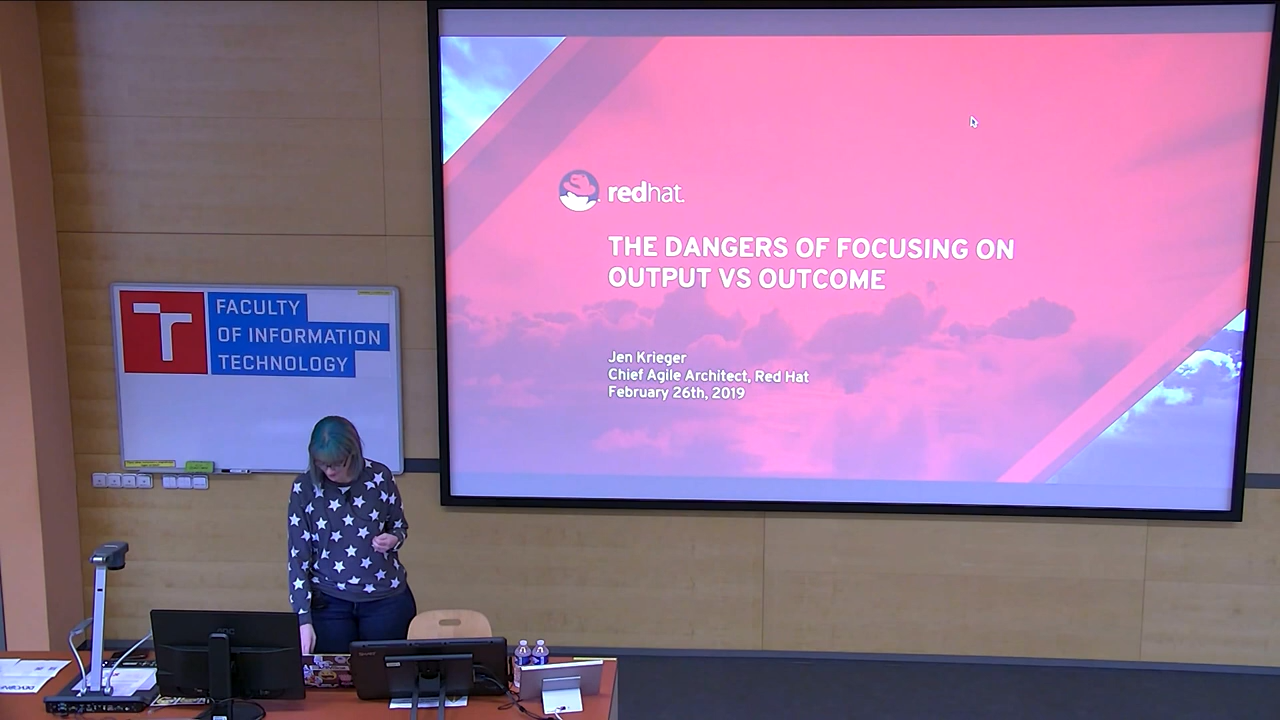 redhat.
THE DANGERS OF FOCUSING ON
OUTPUT VS OUTCOME
Jen Krieger
Chief Agile Architect, Red Hat
February 26th, 2019
FACULTY
OF INFORMATION
TECHNOLOGY